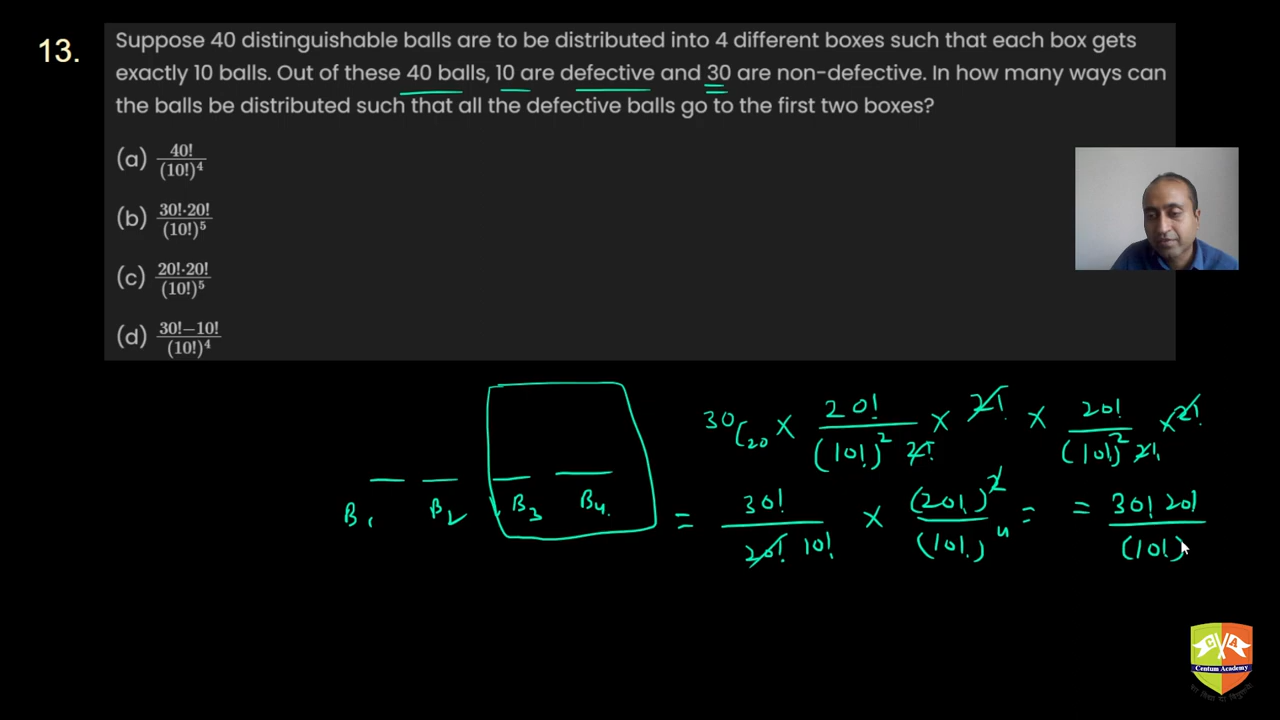 13.
Suppose 40 distinguishable balls are to be distributed into 4 different boxes such that each box gets
exactly 10 balls. Out of these 40 balls, 10 are defective and 30 are non-defective. In how many ways can
the balls be distributed such that all the defective balls go to the first two boxes?
(a) 40!/(10!)⁴
(b) 30!·20!/(10!)⁵
(c) 20!·20!/(10!)⁵
(d) 30!−10!/(10!)⁴
³⁰C₂₀ × 20!/(10!)² 2! × 2! × 20!/(10!)² 2! × 2!
B₁ B₂ B₃ B₄.
= 30!/20! 10! × (20!)²/(10!)⁴ = = 30! 20!/(10!)
C A
Centum Academy